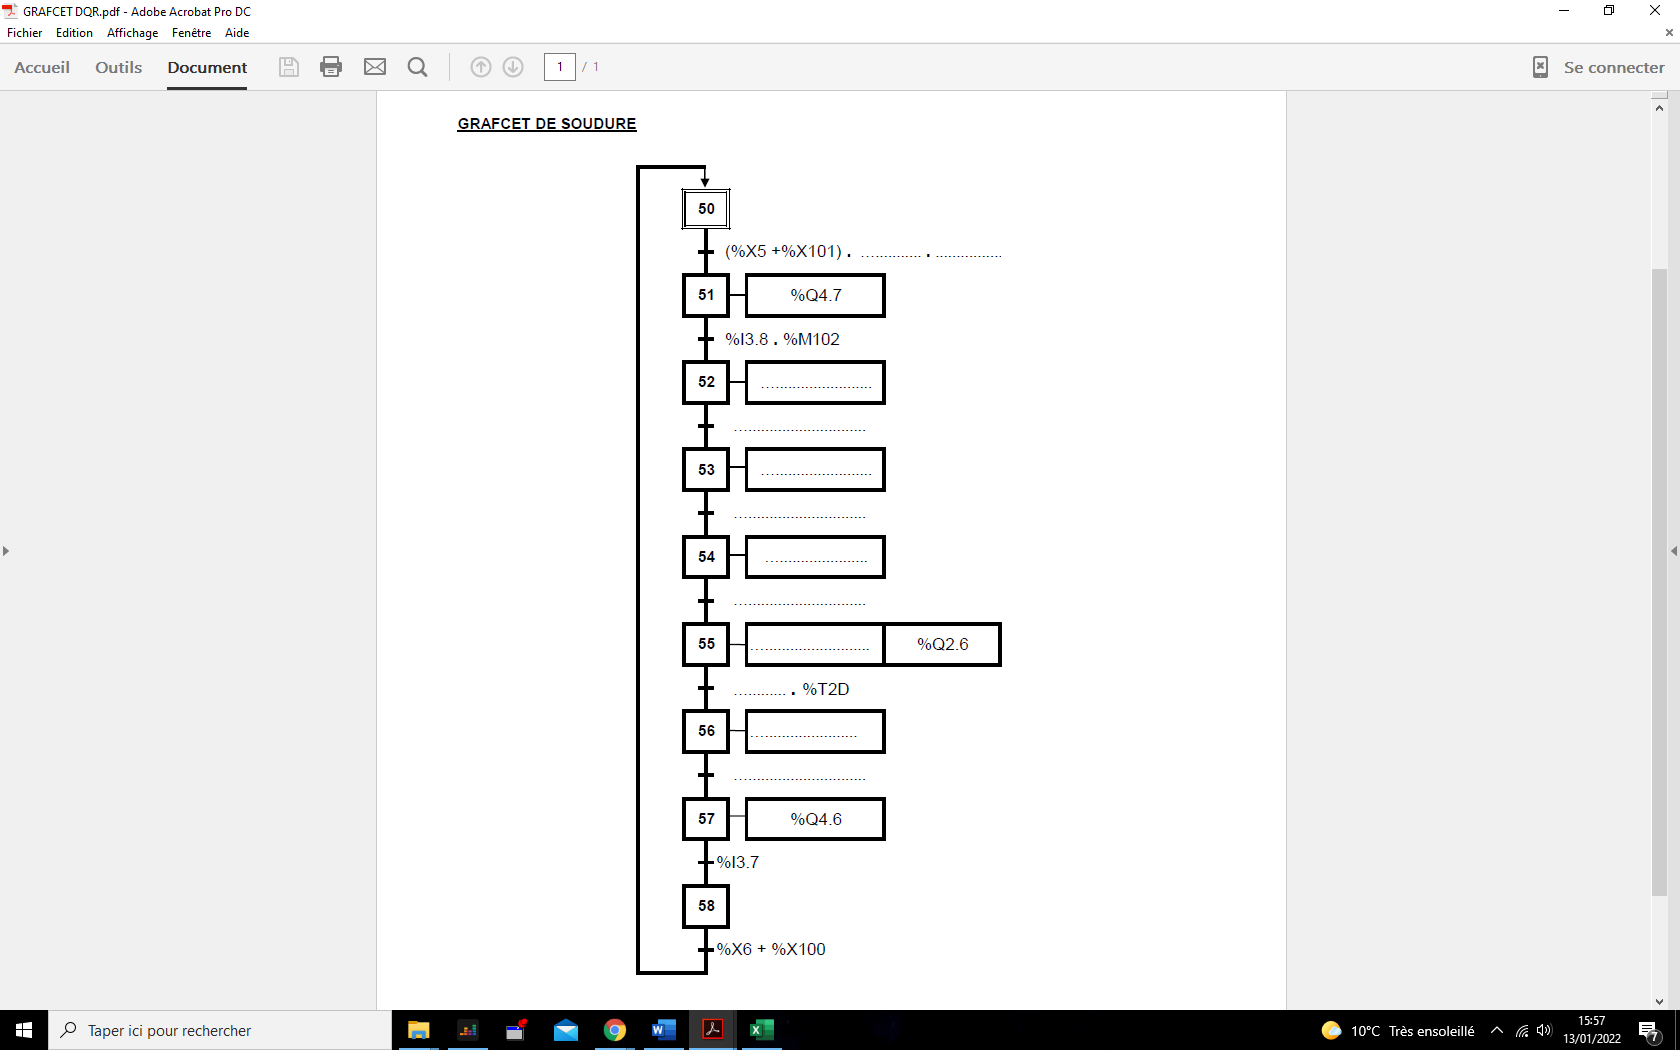 GRAFCET DQR.pdf - Adobe Acrobat Pro DC
Fichier Edition Affichage Fenêtre Aide
Accueil Outils Document 1 / 1 Se connecter
GRAFCET DE SOUDURE
50
(%X5 +%X101) . .............. . ................
51 %Q4.7
%I3.8 . %M102
52 ..........................
...............................
53 ..........................
...............................
54 ........................
...............................
55 ............................ %Q2.6
............ . %T2D
56 .........................
...............................
57 %Q4.6
%I3.7
58
%X6 + %X100
Taper ici pour rechercher
10°C Très ensoleillé
15:57
13/01/2022
7